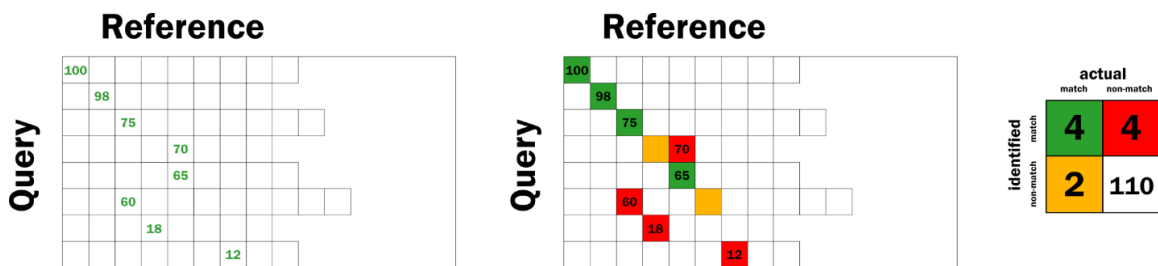 Reference
Query
100
98
75
70
65
60
18
12
Reference
Query
100
98
75
70
65
60
18
12
actual
match non-match
identified
match
non-match
4 4
2 110